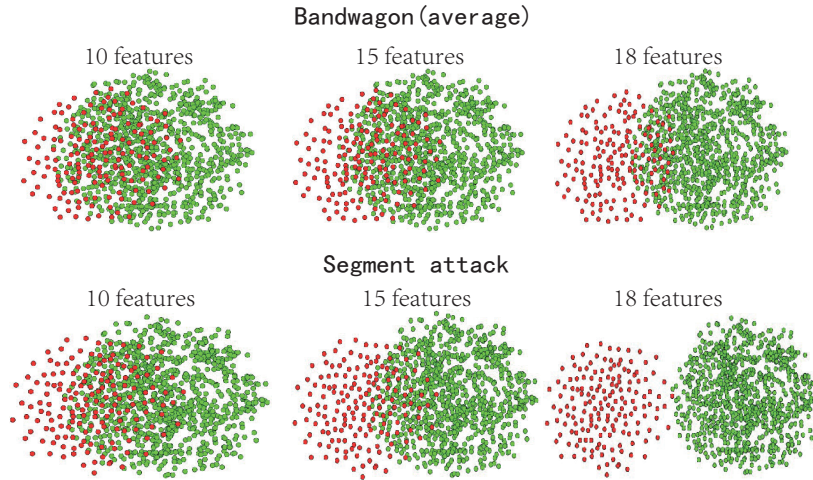 Bandwagon(average)
10 features
15 features
18 features
Segment attack
10 features
15 features
18 features